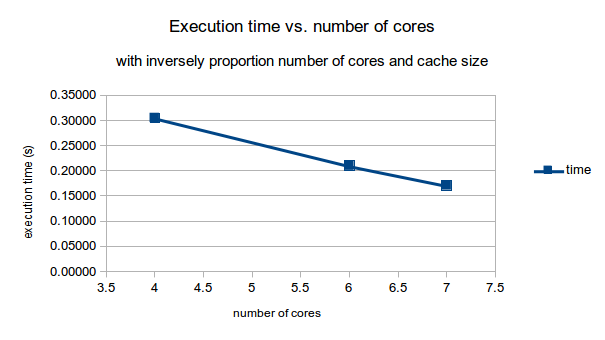 Execution time vs. number of cores
with inversely proportion number of cores and cache size
0.35000
0.30000
0.25000
0.20000
0.15000
0.10000
0.05000
0.00000
execution time (s)
3.5 4 4.5 5 5.5 6 6.5 7 7.5
number of cores
time